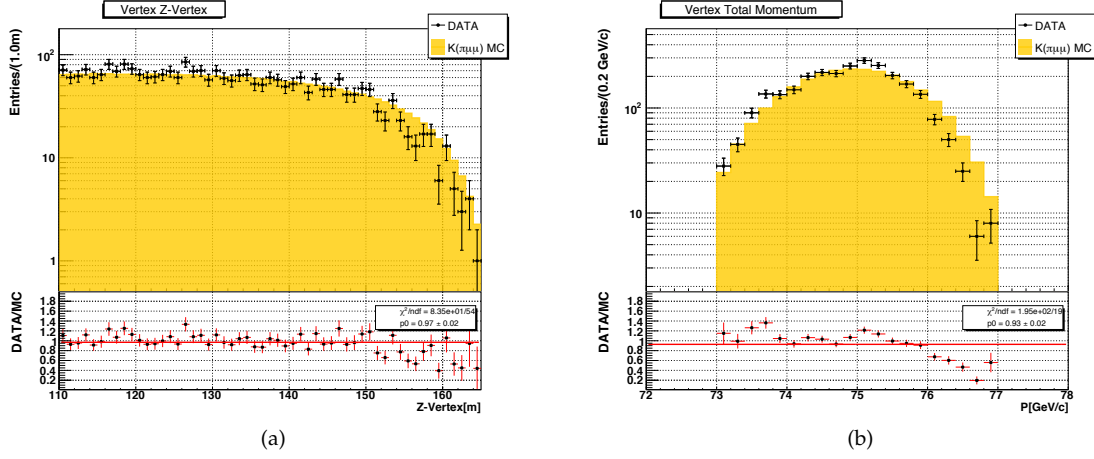 Vertex Z-Vertex
DATA
K(πμμ) MC
Entries/(1.0m)
10²
10
1
DATA/MC
1.8
1.6
1.4
1.2
1
0.8
0.6
0.4
0.2
χ²/ndf = 8.35e+01/54
p0 = 0.97 ± 0.02
110 120 130 140 150 160
Z-Vertex[m]
(a)
Vertex Total Momentum
DATA
K(πμμ) MC
Entries/(0.2 GeV/c)
10²
10
DATA/MC
1.8
1.6
1.4
1.2
1
0.8
0.6
0.4
0.2
χ²/ndf = 1.95e+02/19
p0 = 0.93 ± 0.02
72 73 74 75 76 77 78
P[GeV/c]
(b)